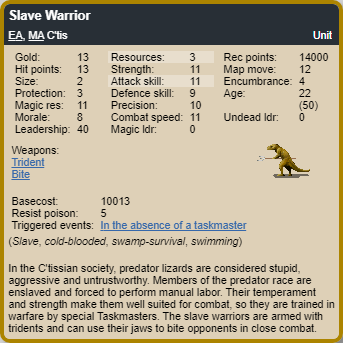 Slave Warrior
EA, MA C'tis Unit
Gold: 13 Resources: 3 Rec points: 14000
Hit points: 13 Strength: 11 Map move: 12
Size: 2 Attack skill: 11 Encumbrance: 4
Protection: 3 Defence skill: 9 Age: 22
Magic res: 11 Precision: 10 (50)
Morale: 8 Combat speed: 11 Undead ldr: 0
Leadership: 40 Magic ldr: 0
Weapons:
Trident
Bite
Basecost: 10013
Resist poison: 5
Triggered events: In the absence of a taskmaster
(Slave, cold-blooded, swamp-survival, swimming)
In the C'tissian society, predator lizards are considered stupid,
aggressive and untrustworthy. Members of the predator race are
enslaved and forced to perform manual labor. Their temperament
and strength make them well suited for combat, so they are trained in
warfare by special Taskmasters. The slave warriors are armed with
tridents and can use their jaws to bite opponents in close combat.